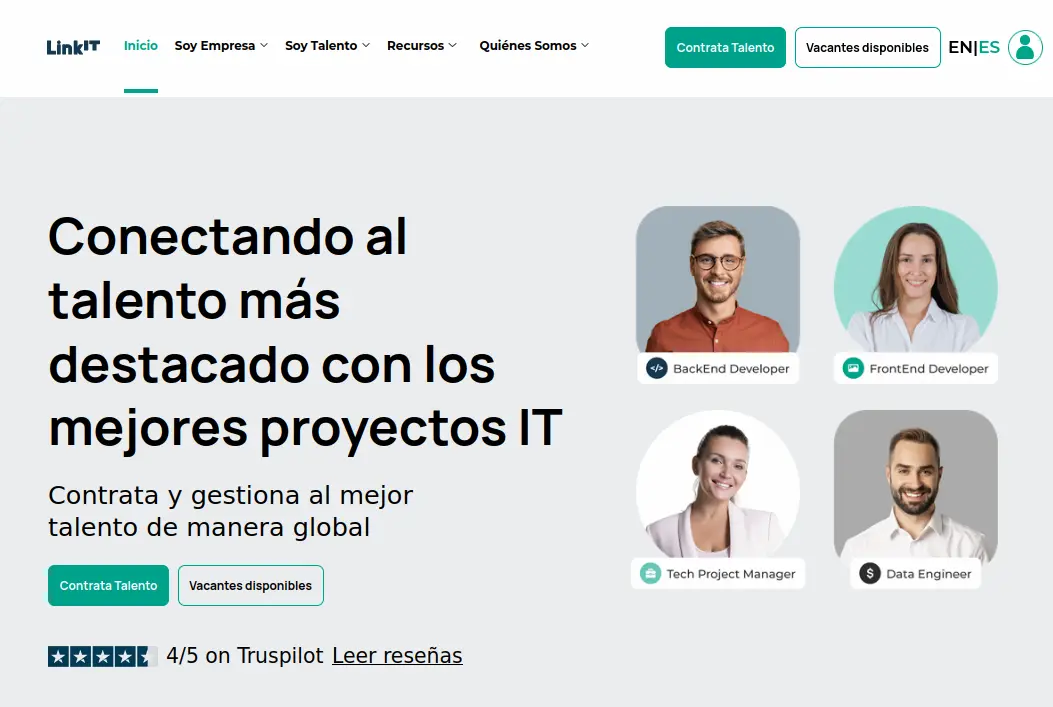 LinkIT Inicio Soy Empresa Soy Talento Recursos Quiénes Somos Contrata Talento Vacantes disponibles EN|ES
Conectando al
talento más
destacado con los
mejores proyectos IT
Contrata y gestiona al mejor
talento de manera global
Contrata Talento Vacantes disponibles
4/5 on Truspilot Leer reseñas
</> BackEnd Developer
FrontEnd Developer
Tech Project Manager
$ Data Engineer